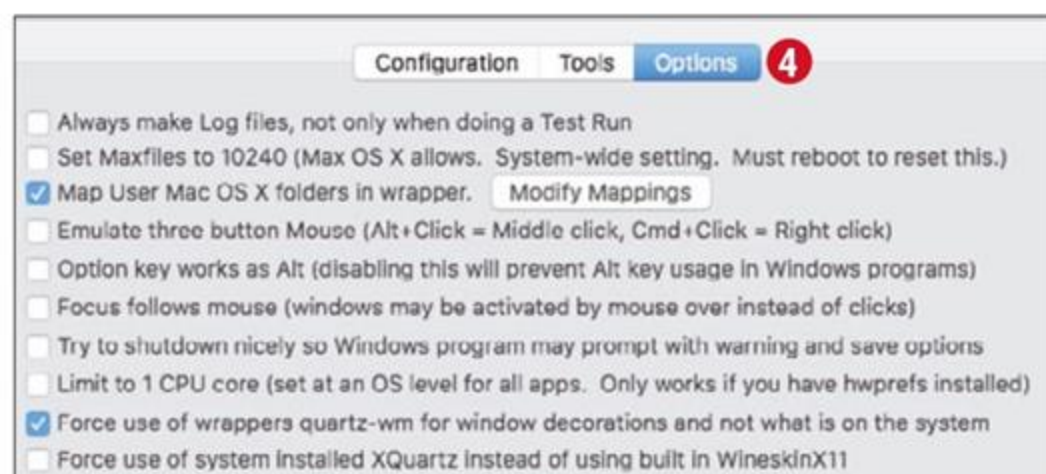 Configuration Tools Options 4
Always make Log files, not only when doing a Test Run
Set Maxfiles to 10240 (Max OS X allows. System-wide setting. Must reboot to reset this.)
Map User Mac OS X folders in wrapper. Modify Mappings
Emulate three button Mouse (Alt+Click = Middle click, Cmd+Click = Right click)
Option key works as Alt (disabling this will prevent Alt key usage in Windows programs)
Focus follows mouse (windows may be activated by mouse over instead of clicks)
Try to shutdown nicely so Windows program may prompt with warning and save options
Limit to 1 CPU core (set at an OS level for all apps. Only works if you have hwprefs installed)
Force use of wrappers quartz-wm for window decorations and not what is on the system
Force use of system installed XQuartz instead of using built in WineskinX11